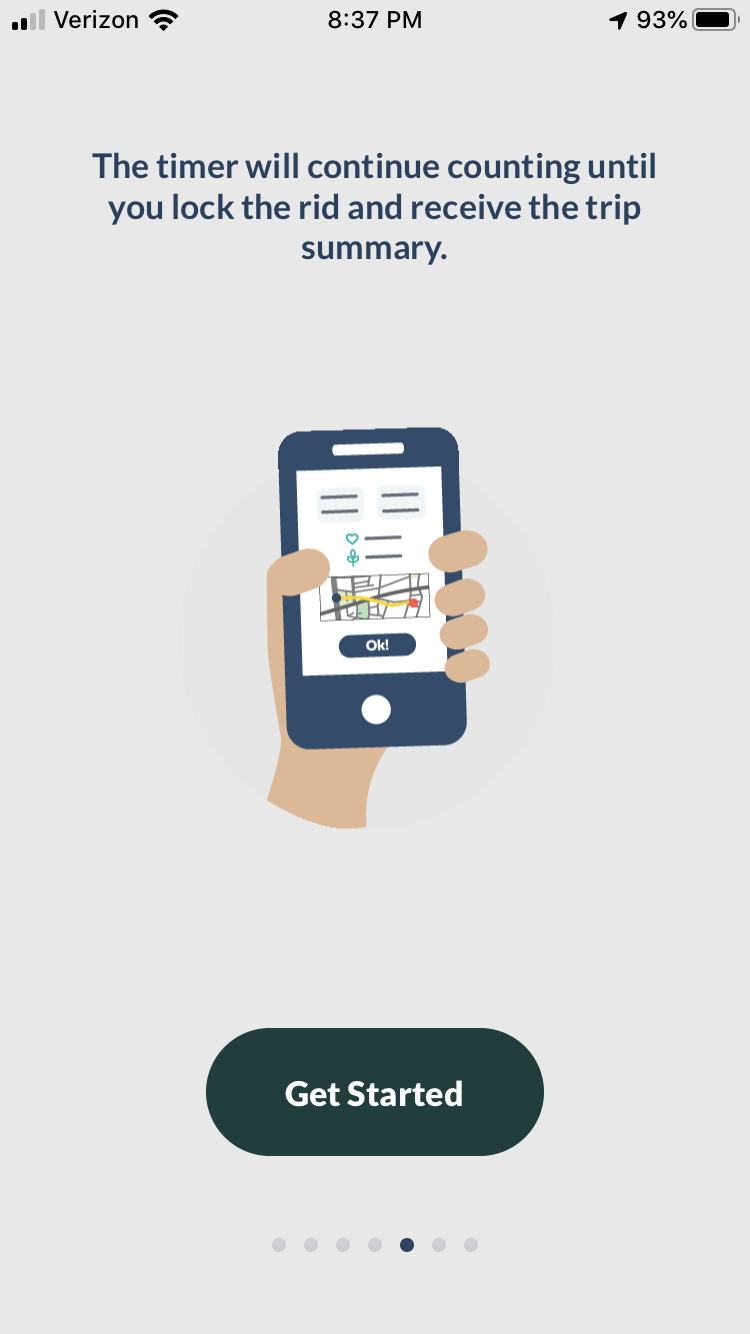 Verizon 8:37 PM 93%
The timer will continue counting until
you lock the rid and receive the trip
summary.
Ok!
Get Started